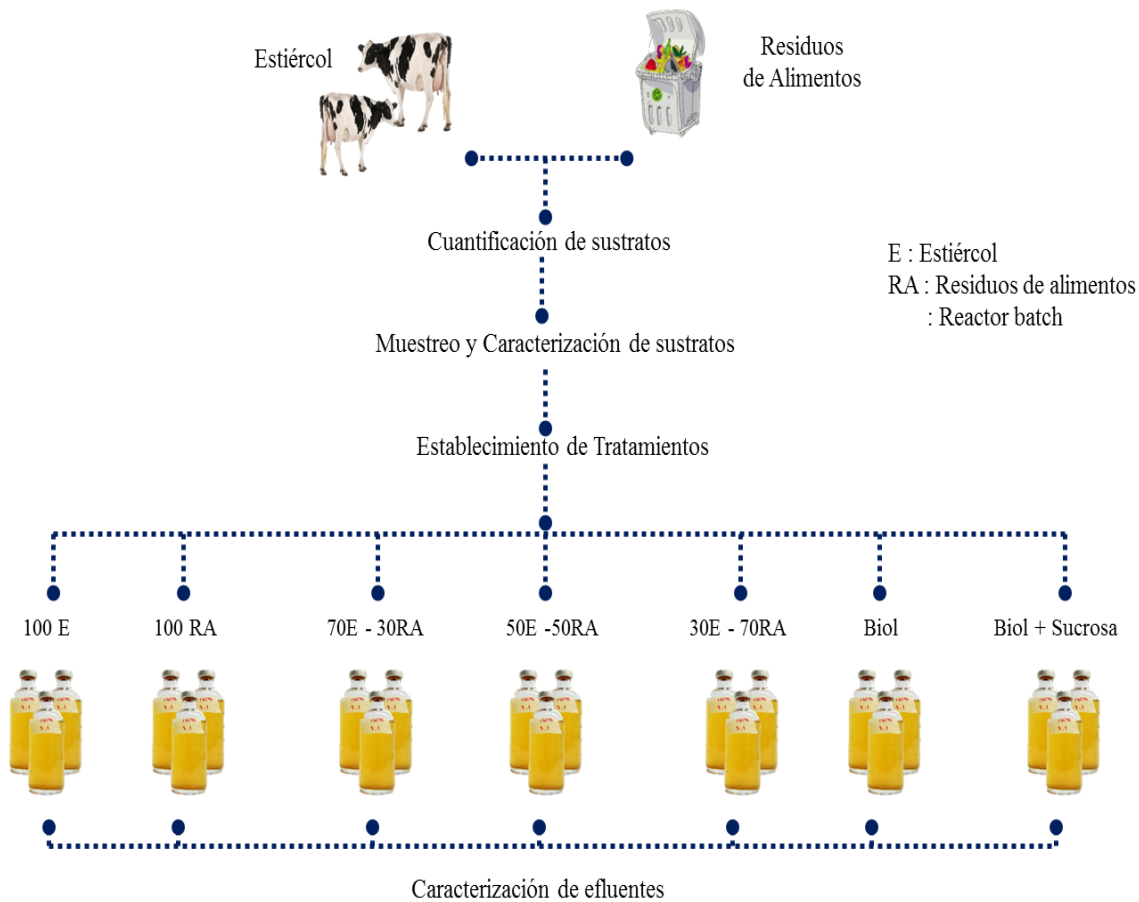 Estiércol
Residuos
de Alimentos
Cuantificación de sustratos
E : Estiércol
RA : Residuos de alimentos
: Reactor batch
Muestreo y Caracterización de sustratos
Establecimiento de Tratamientos
100 E
100 RA
70E - 30RA
50E -50RA
30E - 70RA
Biol
Biol + Sucrosa
Caracterización de efluentes